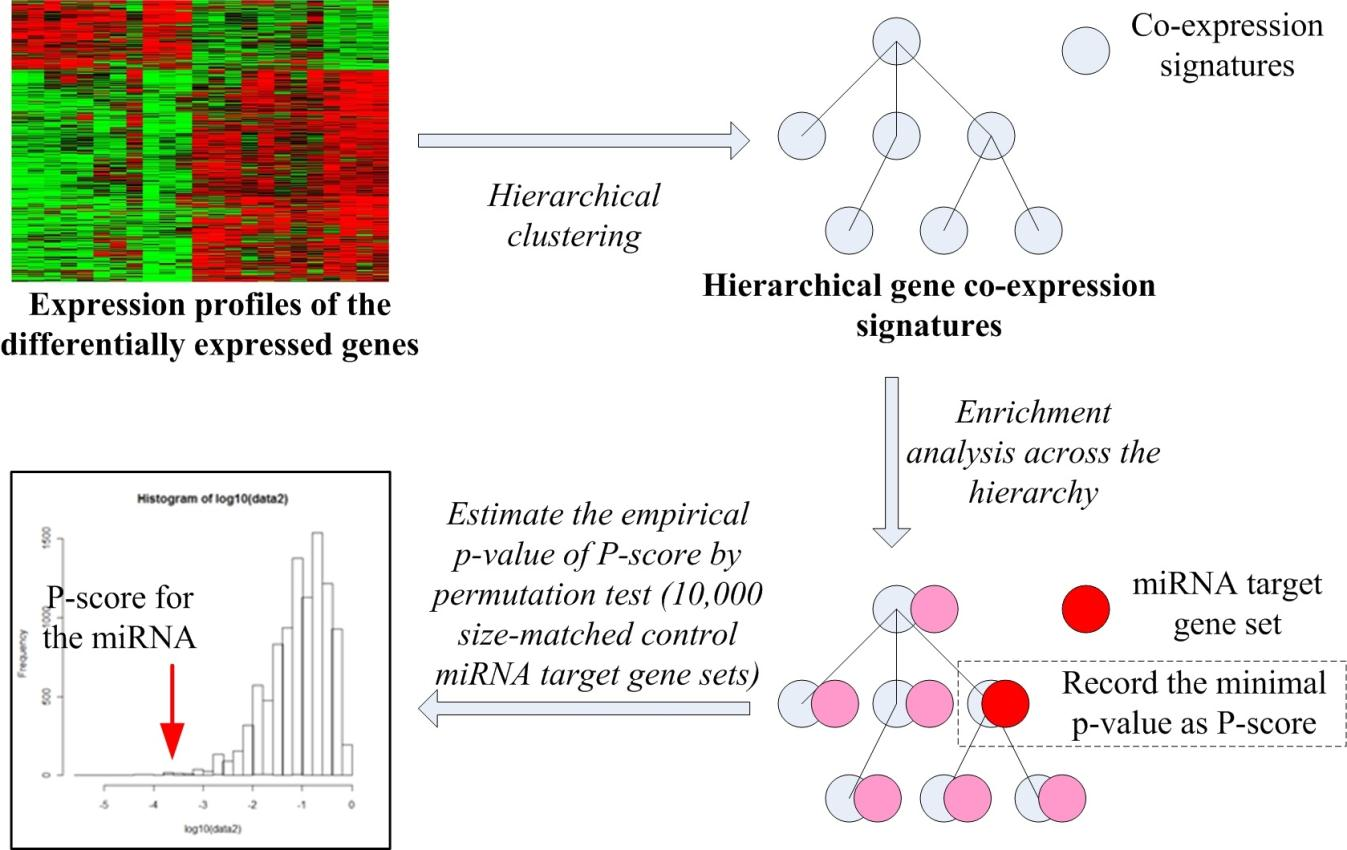 Co-expression
signatures
Hierarchical
clustering
Expression profiles of the
differentially expressed genes
Hierarchical gene co-expression
signatures
Enrichment
analysis across the
hierarchy
miRNA target
gene set
Record the minimal
p-value as P-score
Estimate the empirical
p-value of P-score by
permutation test (10,000
size-matched control
miRNA target gene sets)
Histogram of log10(data2)
P-score for
the miRNA
Frequency
0
500
1000
1500
-5 -4 -3 -2 -1 0
log10(data2)